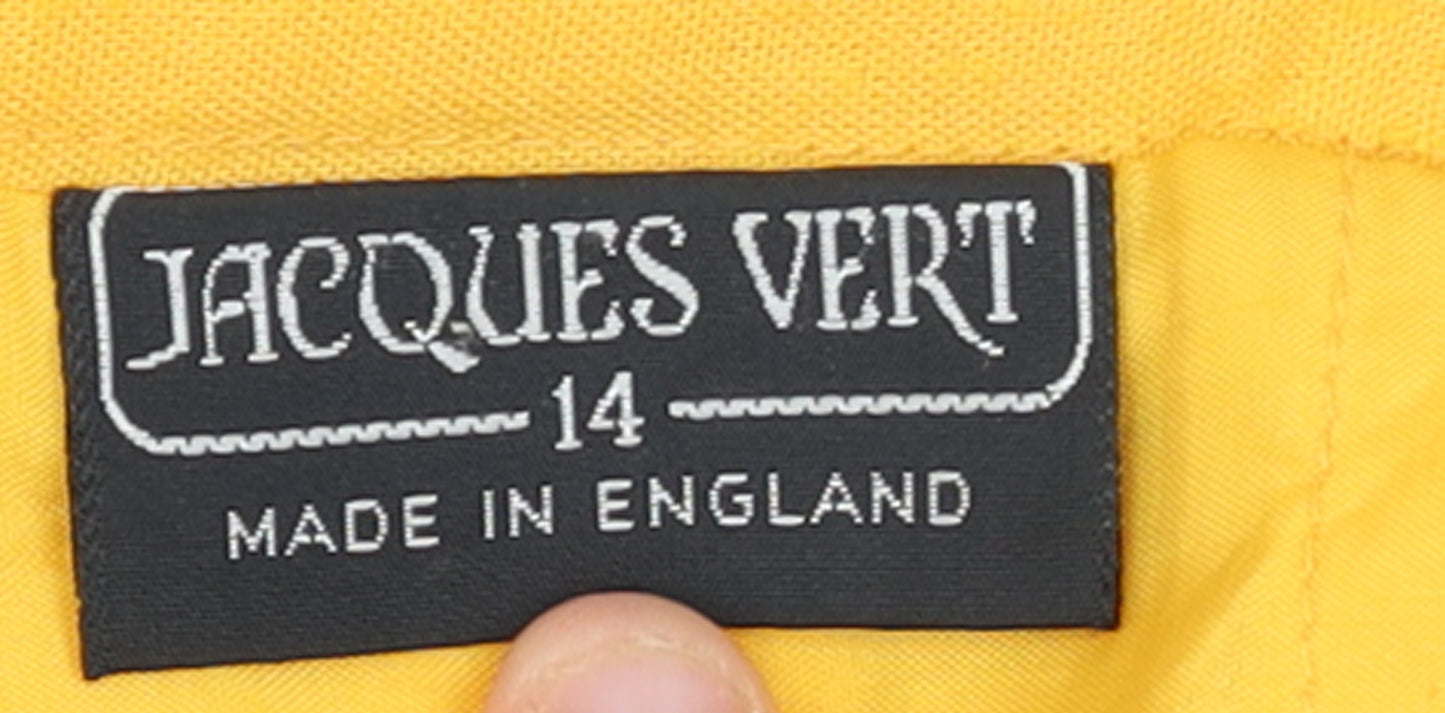 JACQUES VERT
14
MADE IN ENGLAND